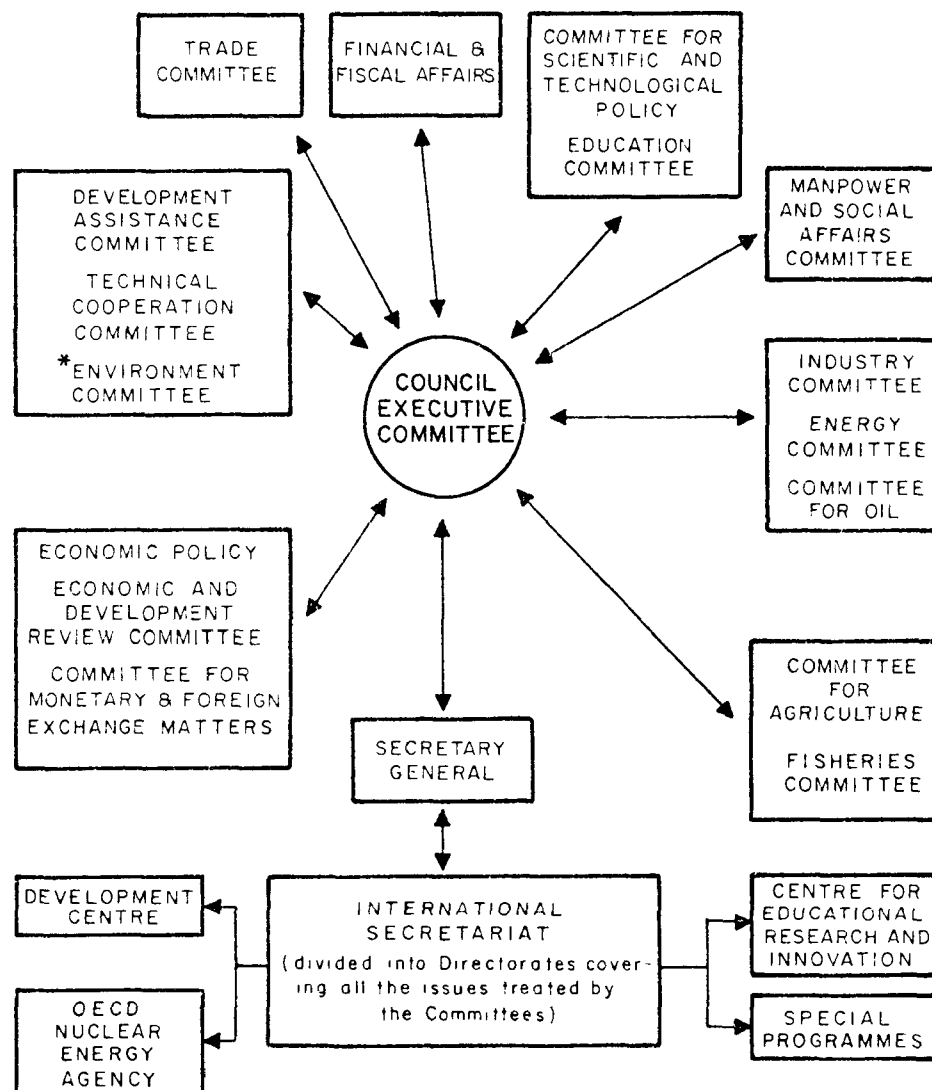 TRADE
COMMITTEE
FINANCIAL &
FISCAL AFFAIRS
COMMITTEE FOR
SCIENTIFIC AND
TECHNOLOGICAL
POLICY
EDUCATION
COMMITTEE
DEVELOPMENT
ASSISTANCE
COMMITTEE
TECHNICAL
COOPERATION
COMMITTEE
*ENVIRONMENT
COMMITTEE
MANPOWER
AND SOCIAL
AFFAIRS
COMMITTEE
COUNCIL
EXECUTIVE
COMMITTEE
INDUSTRY
COMMITTEE
ENERGY
COMMITTEE
COMMITTEE
FOR OIL
ECONOMIC POLICY
ECONOMIC AND
DEVELOPMENT
REVIEW COMMITTEE
COMMITTEE FOR
MONETARY & FOREIGN
EXCHANGE MATTERS
SECRETARY
GENERAL
COMMITTEE
FOR
AGRICULTURE
FISHERIES
COMMITTEE
DEVELOPMENT
CENTRE
OECD
NUCLEAR
ENERGY
AGENCY
INTERNATIONAL
SECRETARIAT
(divided into Directorates cover-
ing all the issues treated by
the Committees)
CENTRE FOR
EDUCATIONAL
RESEARCH AND
INNOVATION
SPECIAL
PROGRAMMES